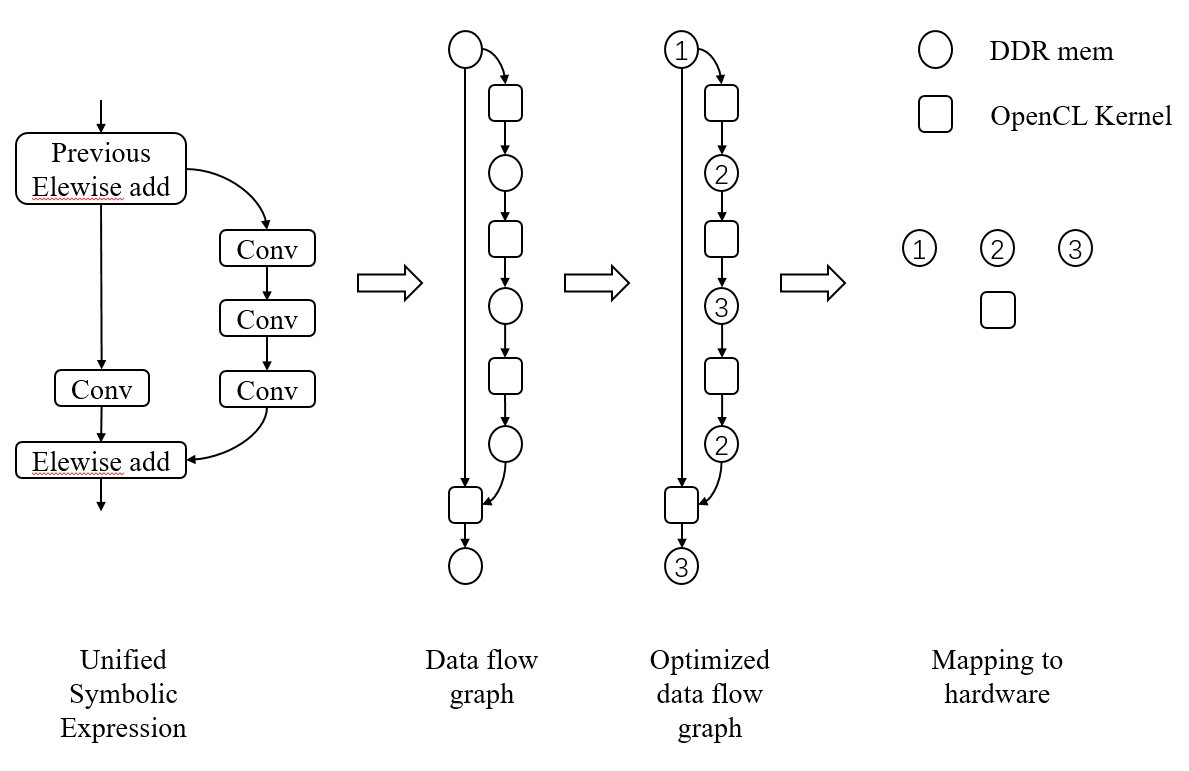 Previous
Elewise add
Conv
Conv
Conv
Conv
Elewise add
Unified
Symbolic
Expression
Data flow
graph
1
2
3
2
3
Optimized
data flow
graph
DDR mem
OpenCL Kernel
1 2 3
Mapping to
hardware